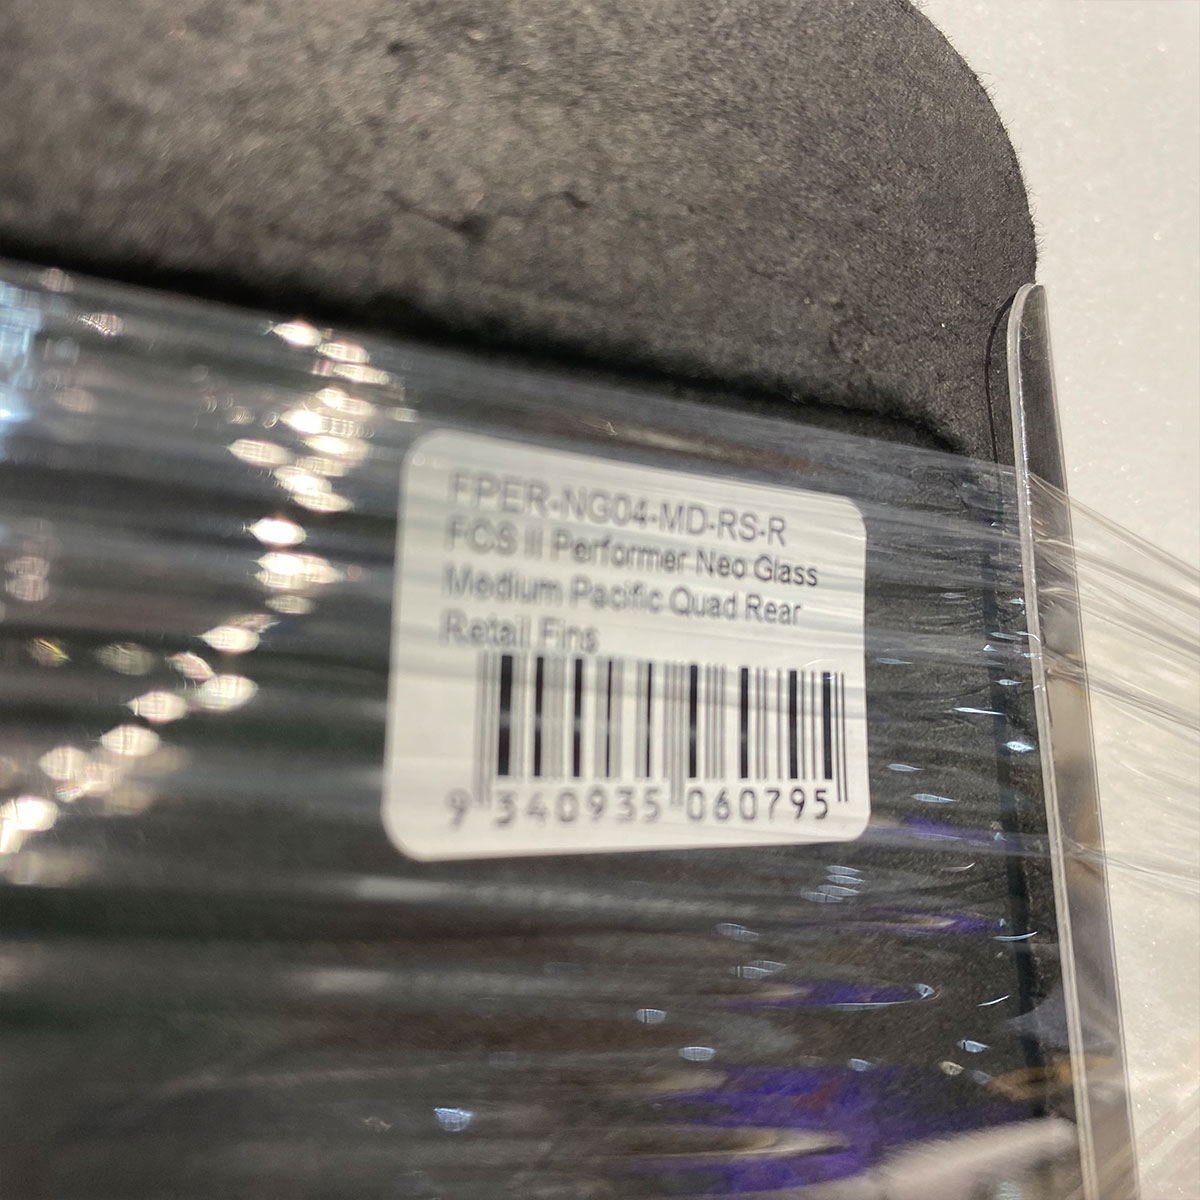 FPER-NG04-MD-RS-R
FCS II Performer Neo Glass
Medium Pacific Quad Rear
Retail Fins
9 340935 060795